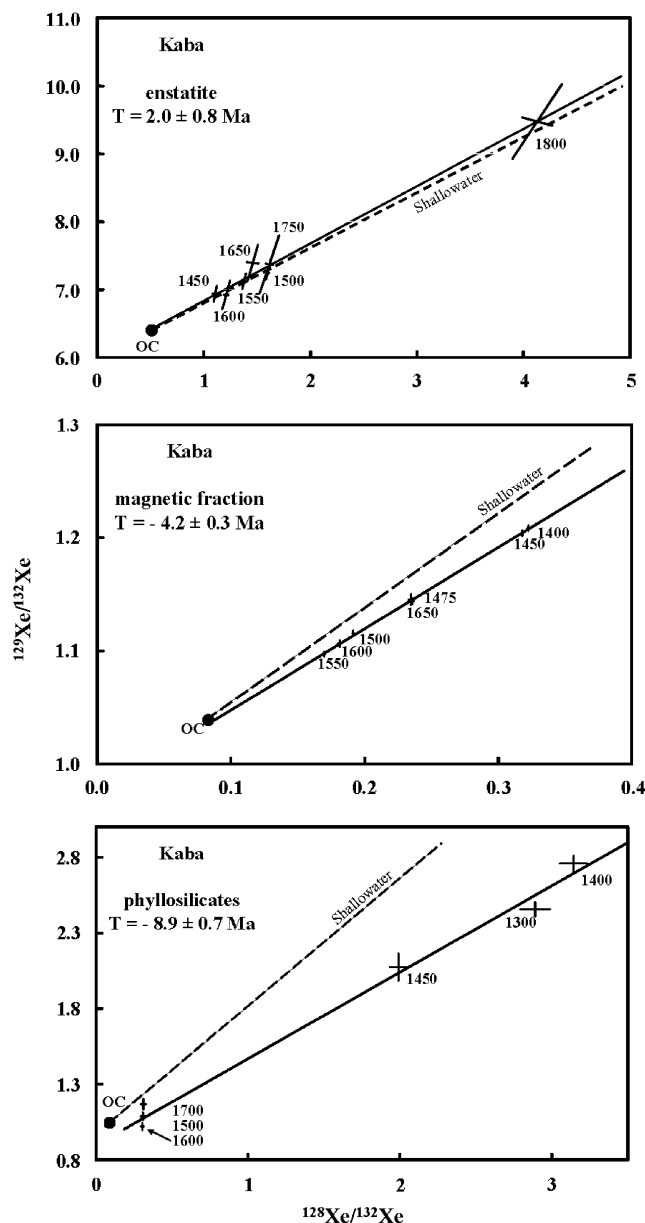 11.0
Kaba
10.0
enstatite
T = 2.0 ± 0.8 Ma
9.0
1800
Shallowater
8.0
1750
1650
1450
1500
7.0
1550
1600
OC
6.0
0 1 2 3 4 5
1.3
Kaba
Shallowater
magnetic fraction
T = - 4.2 ± 0.3 Ma
1.2
1400
1450
1475
1650
1.1
1500
1600
1550
OC
1.0
0.0 0.1 0.2 0.3 0.4
¹²⁹Xe/¹³²Xe
2.8
Kaba
1400
Shallowater
phyllosilicates
T = - 8.9 ± 0.7 Ma
2.3
1300
1450
1.8
1.3
OC
1700
1500
1600
0.8
0 1 2 3
¹²⁸Xe/¹³²Xe